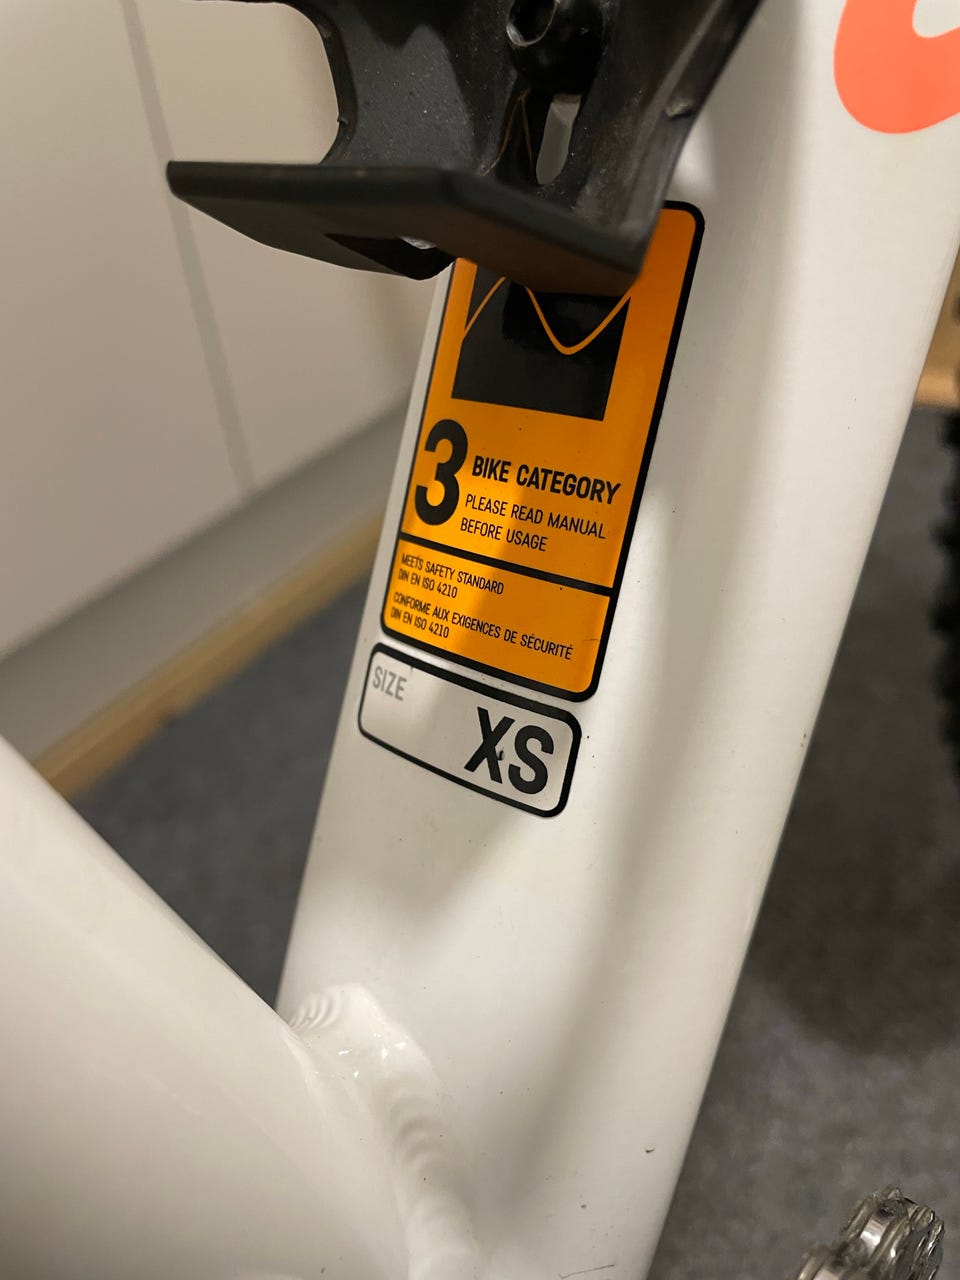 3 BIKE CATEGORY
PLEASE READ MANUAL
BEFORE USAGE
MEETS SAFETY STANDARD
DIN EN ISO 4210
CONFORME AUX EXIGENCES DE SÉCURITÉ
DIN EN ISO 4210
SIZE
XS